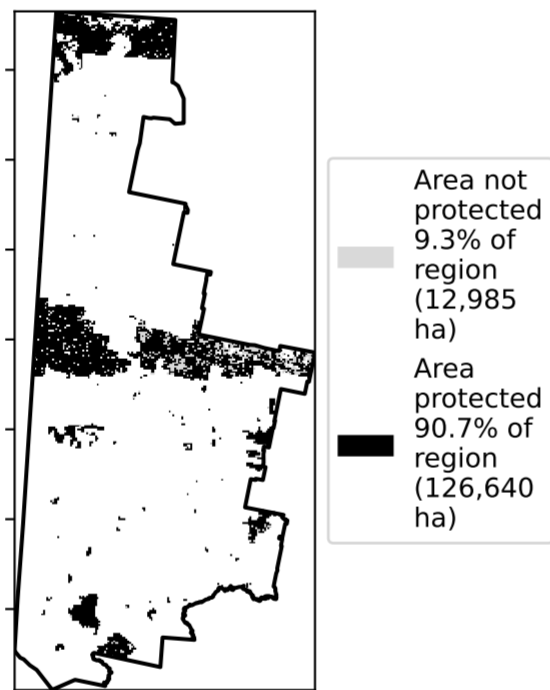 Area not
protected
9.3% of
region
(12,985
ha)
Area
protected
90.7% of
region
(126,640
ha)